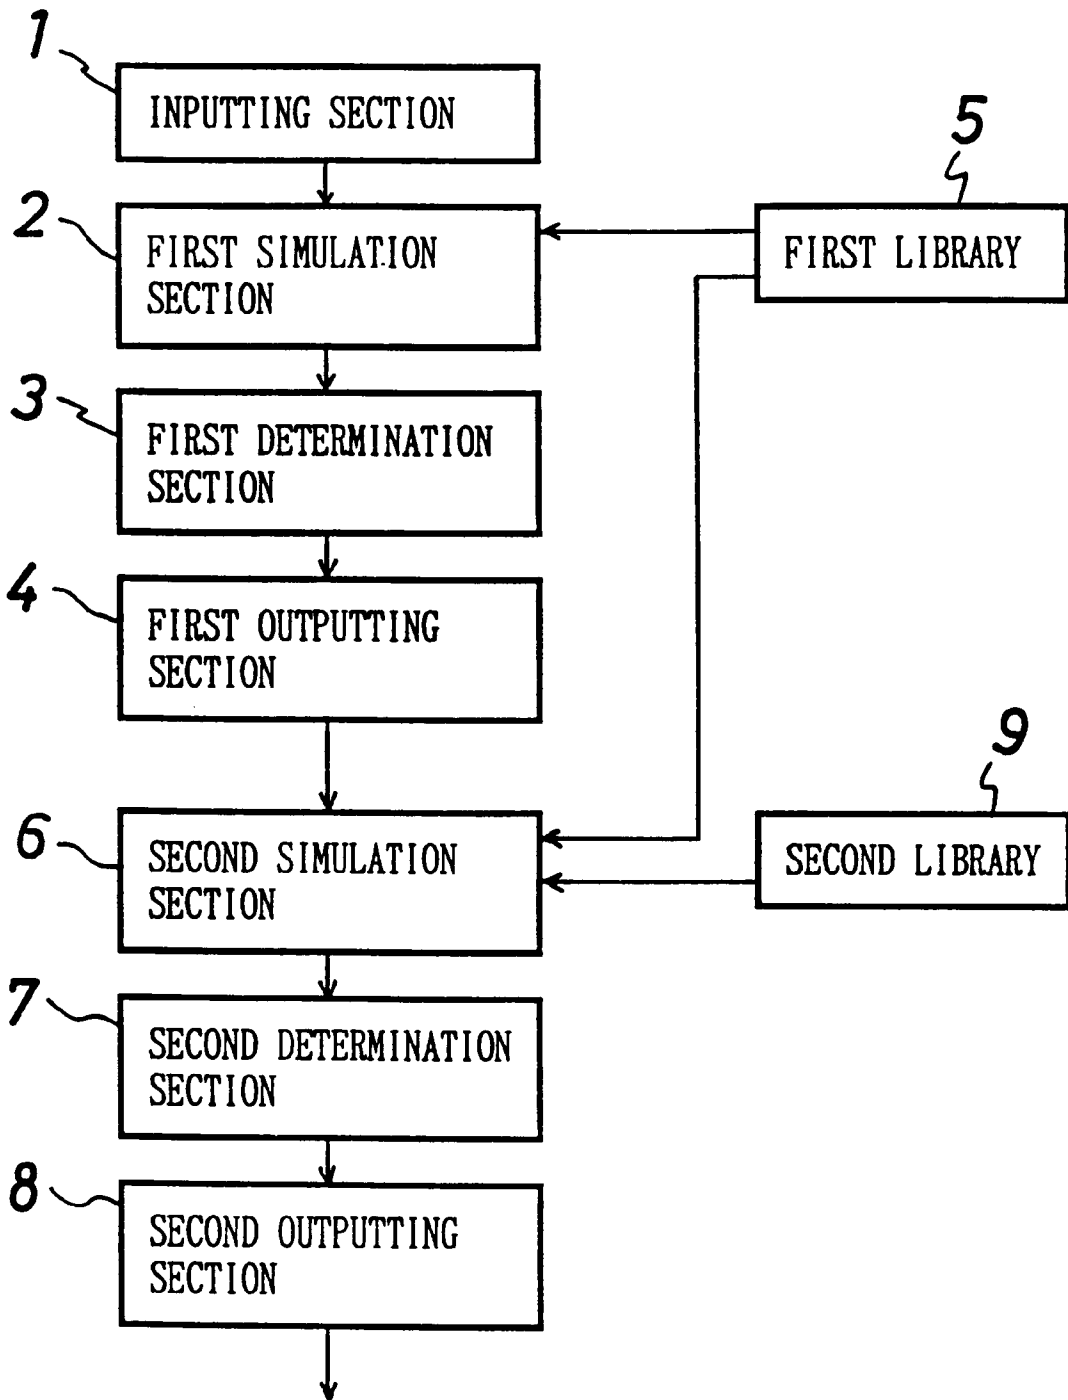 1
INPUTTING SECTION
5
2
FIRST SIMULATION
SECTION
FIRST LIBRARY
3
FIRST DETERMINATION
SECTION
4
FIRST OUTPUTTING
SECTION
9
6
SECOND SIMULATION
SECTION
SECOND LIBRARY
7
SECOND DETERMINATION
SECTION
8
SECOND OUTPUTTING
SECTION